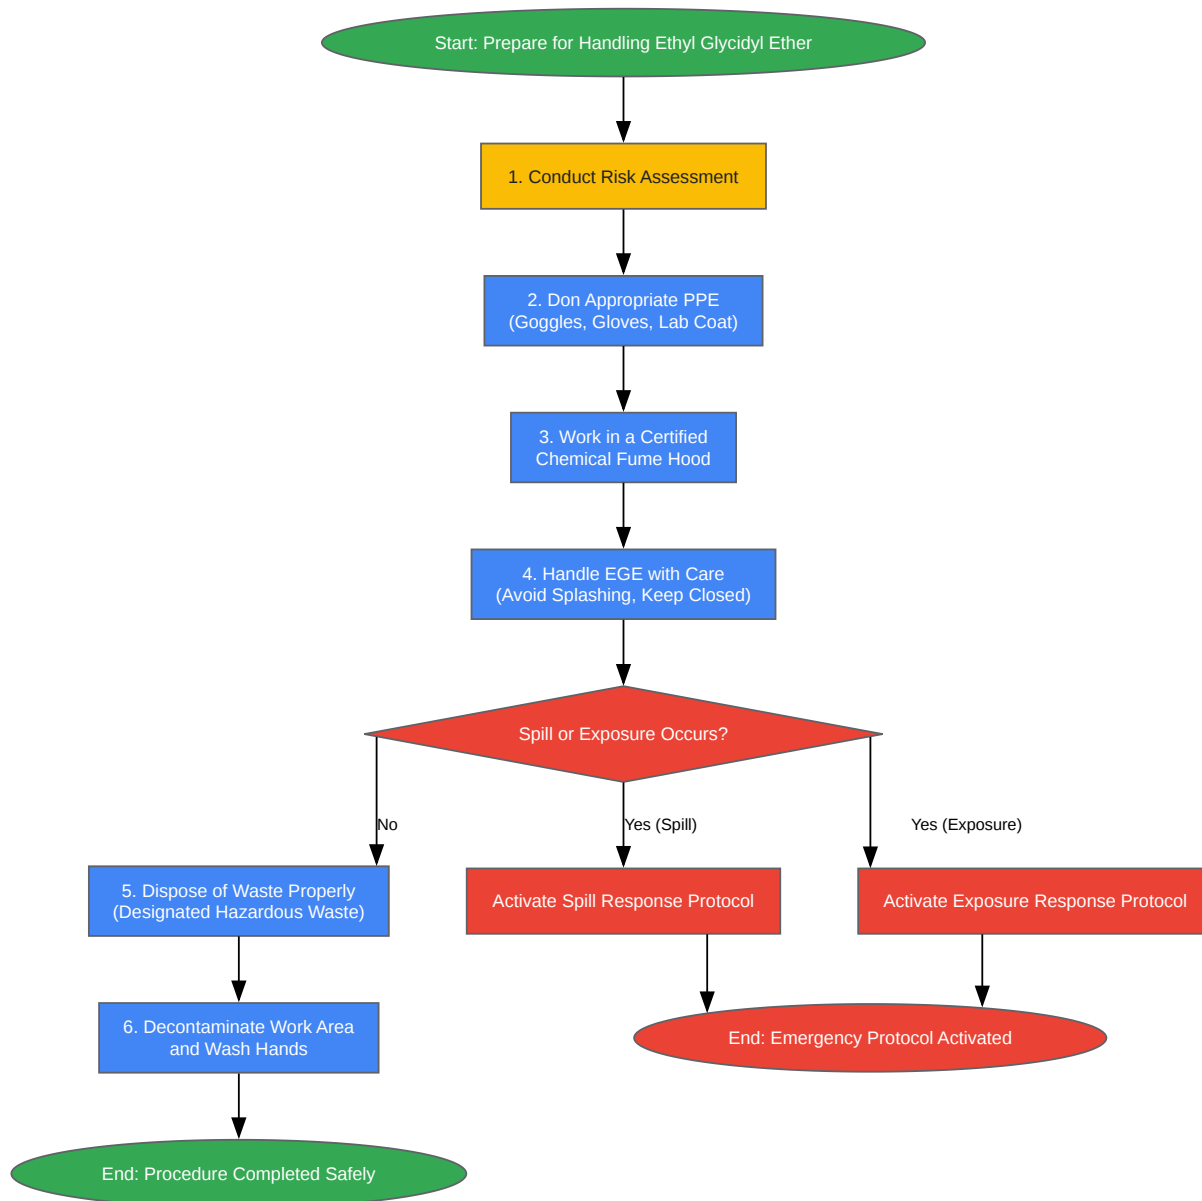 Start: Prepare for Handling Ethyl Glycidyl Ether
1. Conduct Risk Assessment
2. Don Appropriate PPE
(Goggles, Gloves, Lab Coat)
3. Work in a Certified
Chemical Fume Hood
4. Handle EGE with Care
(Avoid Splashing, Keep Closed)
Spill or Exposure Occurs?
No
Yes (Spill)
Yes (Exposure)
5. Dispose of Waste Properly
(Designated Hazardous Waste)
Activate Spill Response Protocol
Activate Exposure Response Protocol
6. Decontaminate Work Area
and Wash Hands
End: Emergency Protocol Activated
End: Procedure Completed Safely